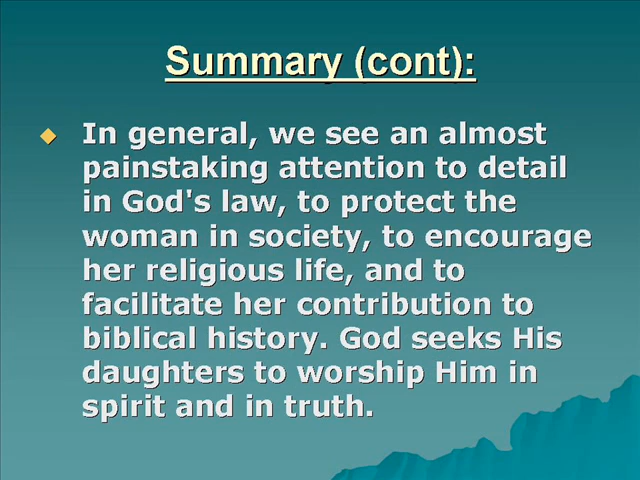 Summary (cont):
In general, we see an almost
painstaking attention to detail
in God's law, to protect the
woman in society, to encourage
her religious life, and to
facilitate her contribution to
biblical history. God seeks His
daughters to worship Him in
spirit and in truth.